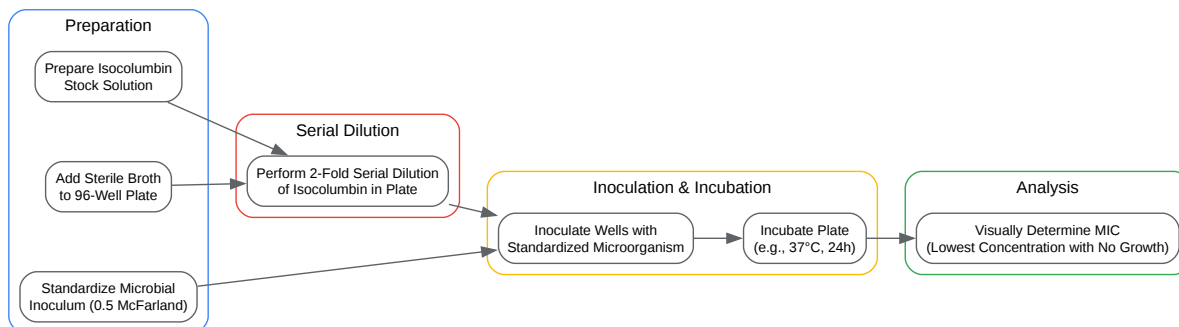 Preparation
Prepare Isocolumbin
Stock Solution
Add Sterile Broth
to 96-Well Plate
Standardize Microbial
Inoculum (0.5 McFarland)
Serial Dilution
Perform 2-Fold Serial Dilution
of Isocolumbin in Plate
Inoculation & Incubation
Inoculate Wells with
Standardized Microorganism
Incubate Plate
(e.g., 37°C, 24h)
Analysis
Visually Determine MIC
(Lowest Concentration with No Growth)